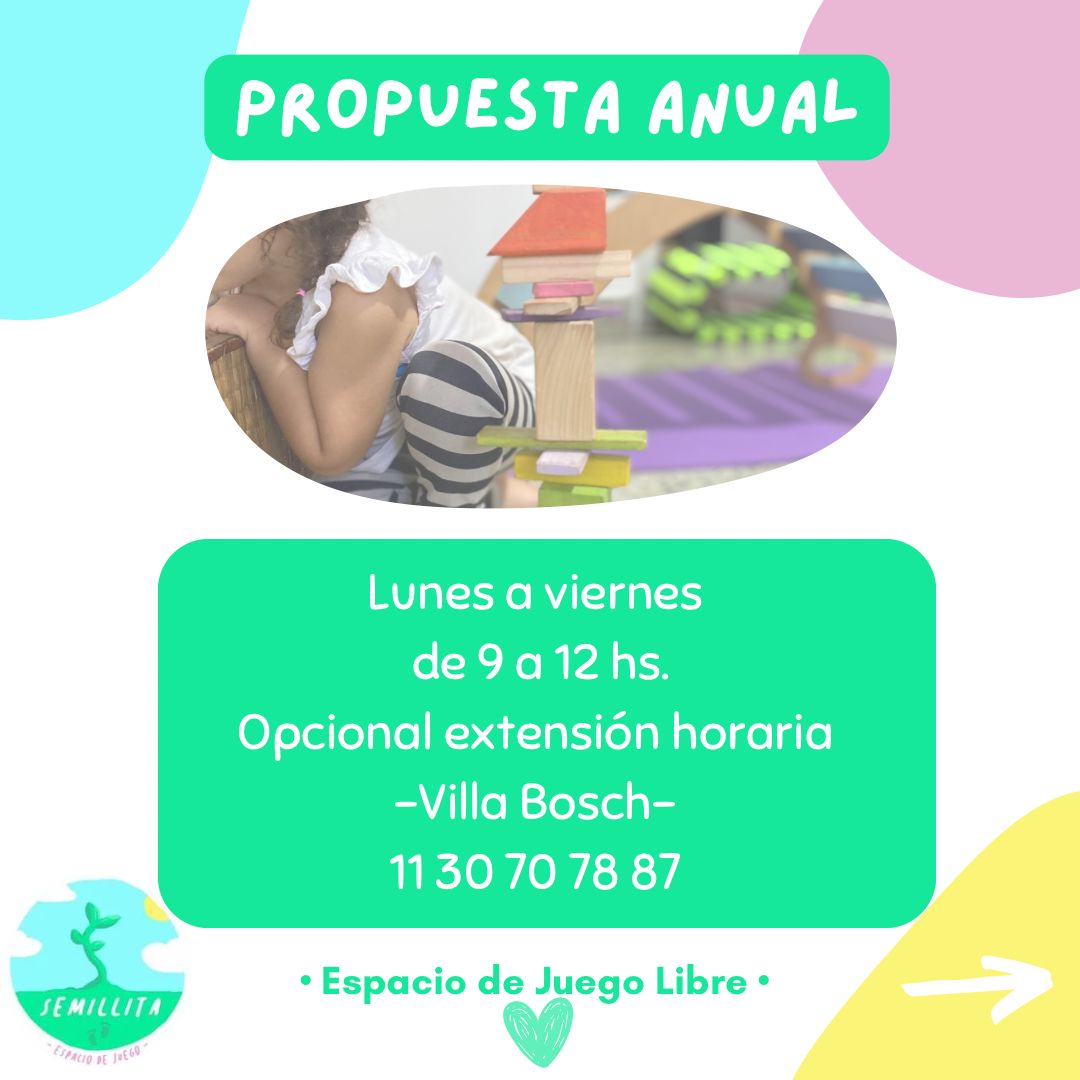 PROPUESTA ANUAL
Lunes a viernes
de 9 a 12 hs.
Opcional extensión horaria
-Villa Bosch-
11 30 70 78 87
• Espacio de Juego Libre •
SEMILLITA
- ESPACIO DE JUEGO -